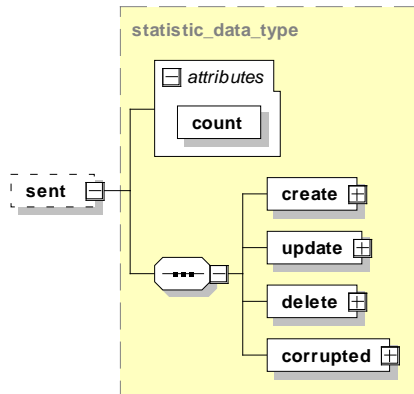 statistic_data_type
attributes
count
sent
create
update
delete
corrupted